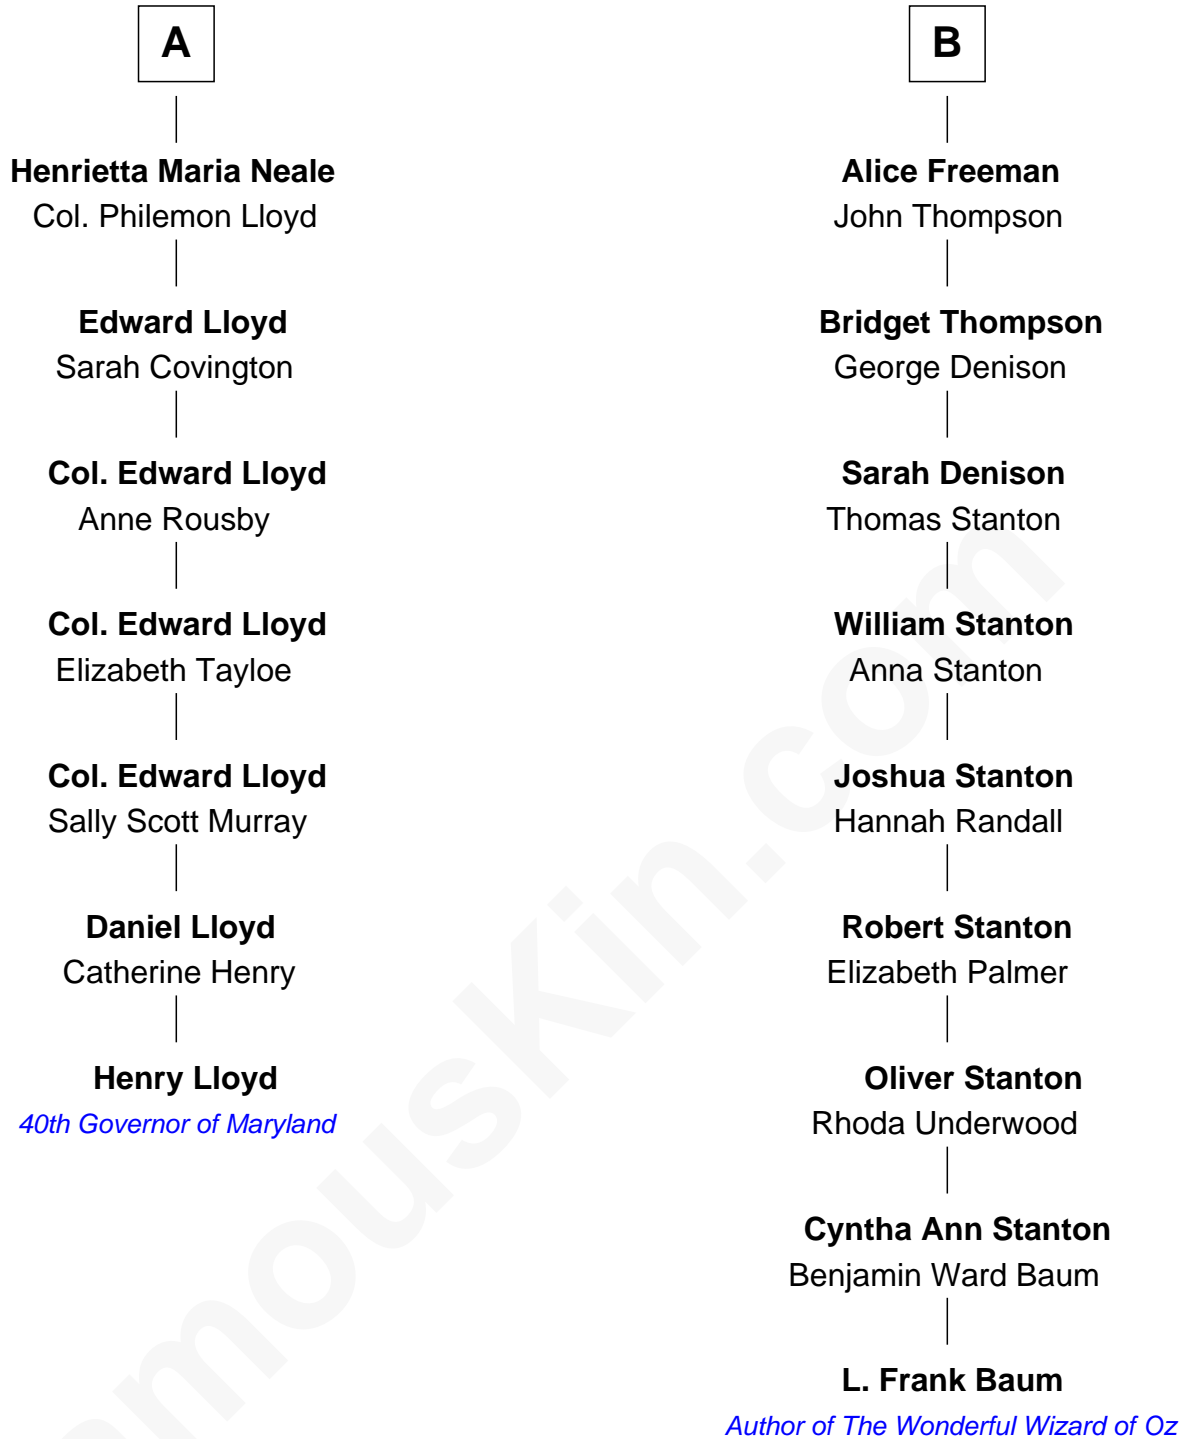 A
Henrietta Maria Neale
Col. Philemon Lloyd
Edward Lloyd
Sarah Covington
Col. Edward Lloyd
Anne Rousby
Col. Edward Lloyd
Elizabeth Tayloe
Col. Edward Lloyd
Sally Scott Murray
Daniel Lloyd
Catherine Henry
Henry Lloyd
40th Governor of Maryland
B
Alice Freeman
John Thompson
Bridget Thompson
George Denison
Sarah Denison
Thomas Stanton
William Stanton
Anna Stanton
Joshua Stanton
Hannah Randall
Robert Stanton
Elizabeth Palmer
Oliver Stanton
Rhoda Underwood
Cyntha Ann Stanton
Benjamin Ward Baum
L. Frank Baum
Author of The Wonderful Wizard of Oz
amousKin.com